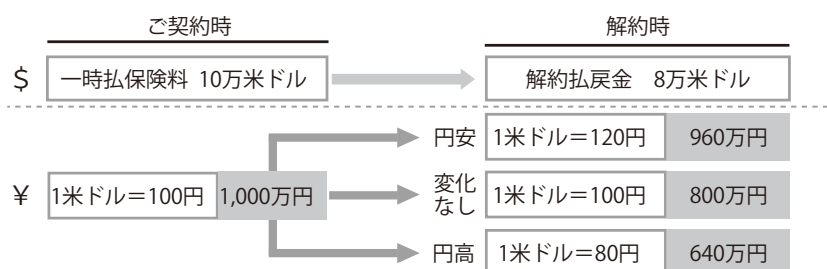 ご契約時 解約時
$ 一時払保険料 10万米ドル 解約払戻金 8万米ドル
円安 1米ドル＝120円 960万円
¥ 1米ドル＝100円 1,000万円 変化なし 1米ドル＝100円 800万円
円高 1米ドル＝80円 640万円